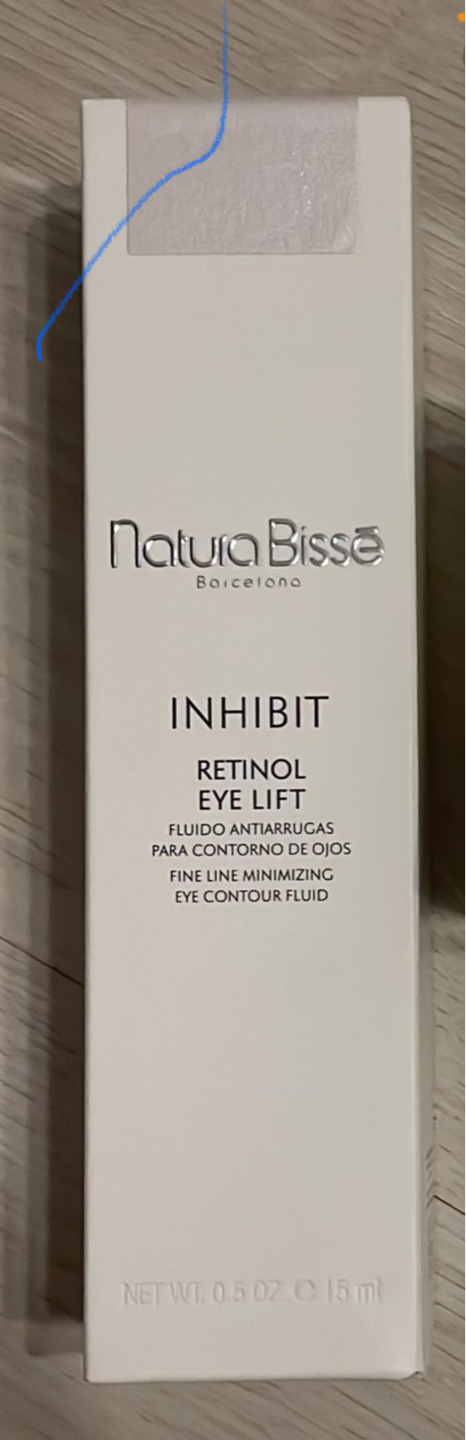 Natura Bissé
Barcelona
INHIBIT
RETINOL
EYE LIFT
FLUIDO ANTIARRUGAS
PARA CONTORNO DE OJOS
FINE LINE MINIMIZING
EYE CONTOUR FLUID
NET WT. 0.5 OZ ℮ 15 ml